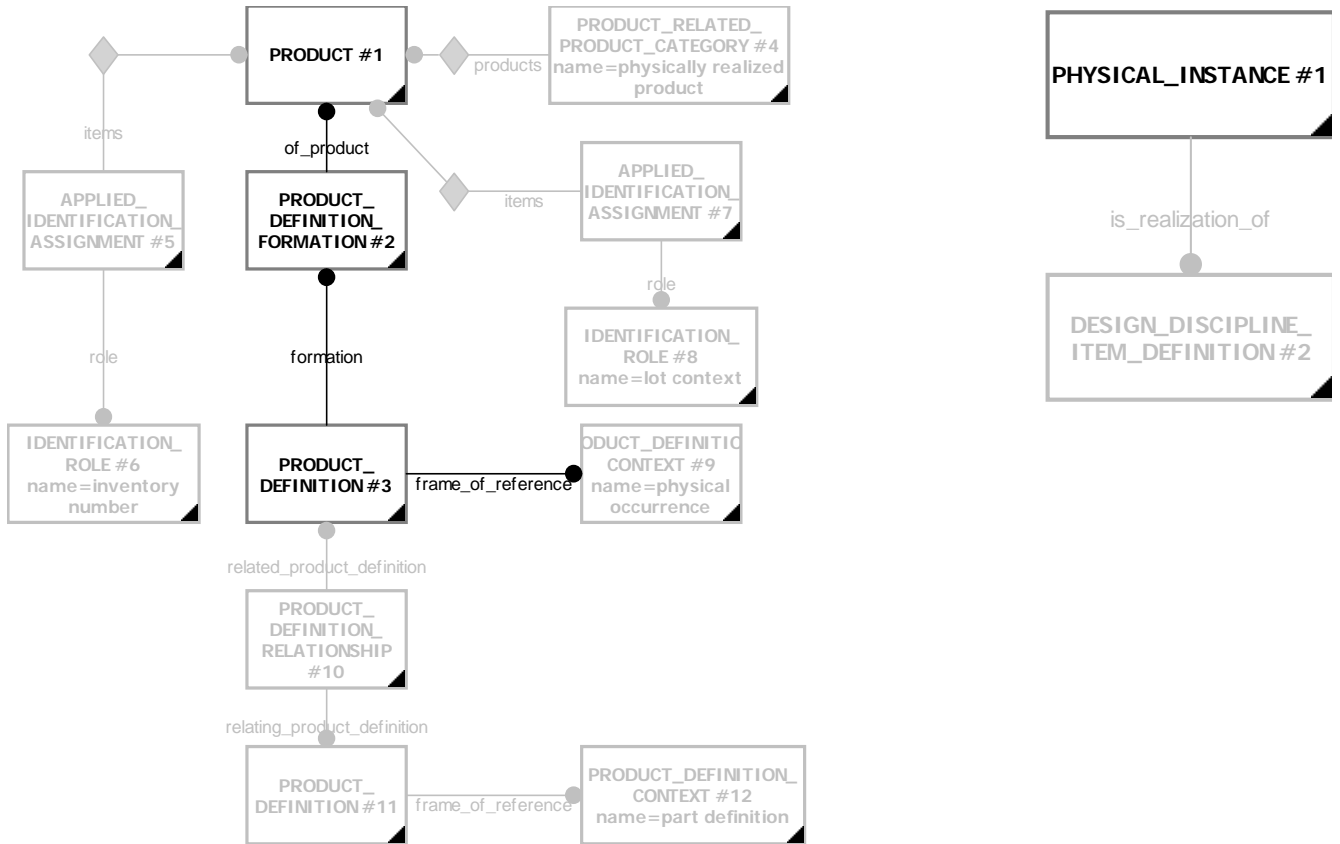 PRODUCT #1
PRODUCT_RELATED_
PRODUCT_CATEGORY #4
name=physically realized
product
products
PHYSICAL_INSTANCE #1
items
of_product
APPLIED_
IDENTIFICATION_
ASSIGNMENT #5
PRODUCT_
DEFINITION_
FORMATION #2
items
APPLIED_
IDENTIFICATION_
ASSIGNMENT #7
is_realization_of
role
formation
role
IDENTIFICATION_
ROLE #8
name=lot context
DESIGN_DISCIPLINE_
ITEM_DEFINITION #2
IDENTIFICATION_
ROLE #6
name=inventory
number
PRODUCT_
DEFINITION #3
frame_of_reference
ODUCT_DEFINITIO
CONTEXT #9
name=physical
occurrence
related_product_definition
PRODUCT_
DEFINITION_
RELATIONSHIP
#10
relating_product_definition
PRODUCT_
DEFINITION #11
frame_of_reference
PRODUCT_DEFINITION_
CONTEXT #12
name=part definition